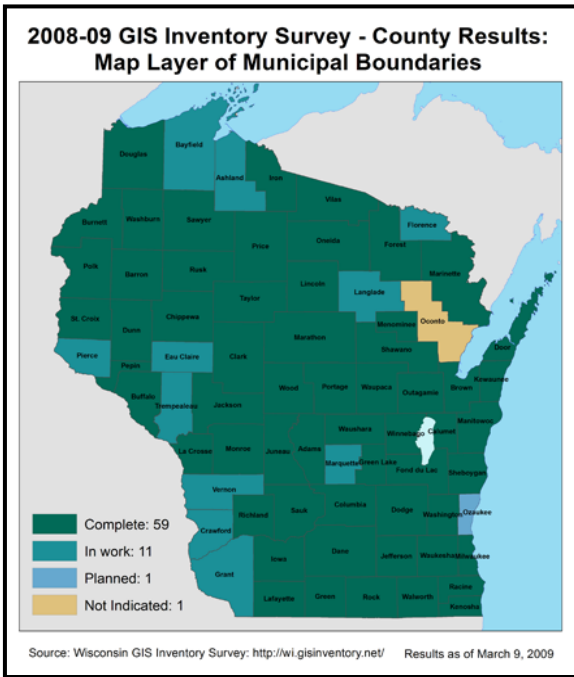 2008-09 GIS Inventory Survey - County Results:
Map Layer of Municipal Boundaries
Douglas
Bayfield
Ashland
Iron
Vilas
Florence
Burnett
Washburn
Sawyer
Price
Oneida
Forest
Marinette
Polk
Barron
Rusk
Lincoln
Langlade
Taylor
Oconto
St. Croix
Dunn
Chippewa
Marathon
Menominee
Shawano
Door
Pierce
Pepin
Eau Claire
Clark
Kewaunee
Buffalo
Trempealeau
Jackson
Wood
Portage
Waupaca
Outagamie
Brown
La Crosse
Monroe
Juneau
Adams
Waushara
Winnebago
Calumet
Manitowoc
Marquette
Green Lake
Fond du Lac
Sheboygan
Vernon
Crawford
Richland
Sauk
Columbia
Dodge
Washington
Ozaukee
Grant
Iowa
Dane
Jefferson
Waukesha
Milwaukee
Lafayette
Green
Rock
Walworth
Racine
Kenosha
Complete: 59
In work: 11
Planned: 1
Not Indicated: 1
Source: Wisconsin GIS Inventory Survey: http://wi.gisinventory.net/ Results as of March 9, 2009